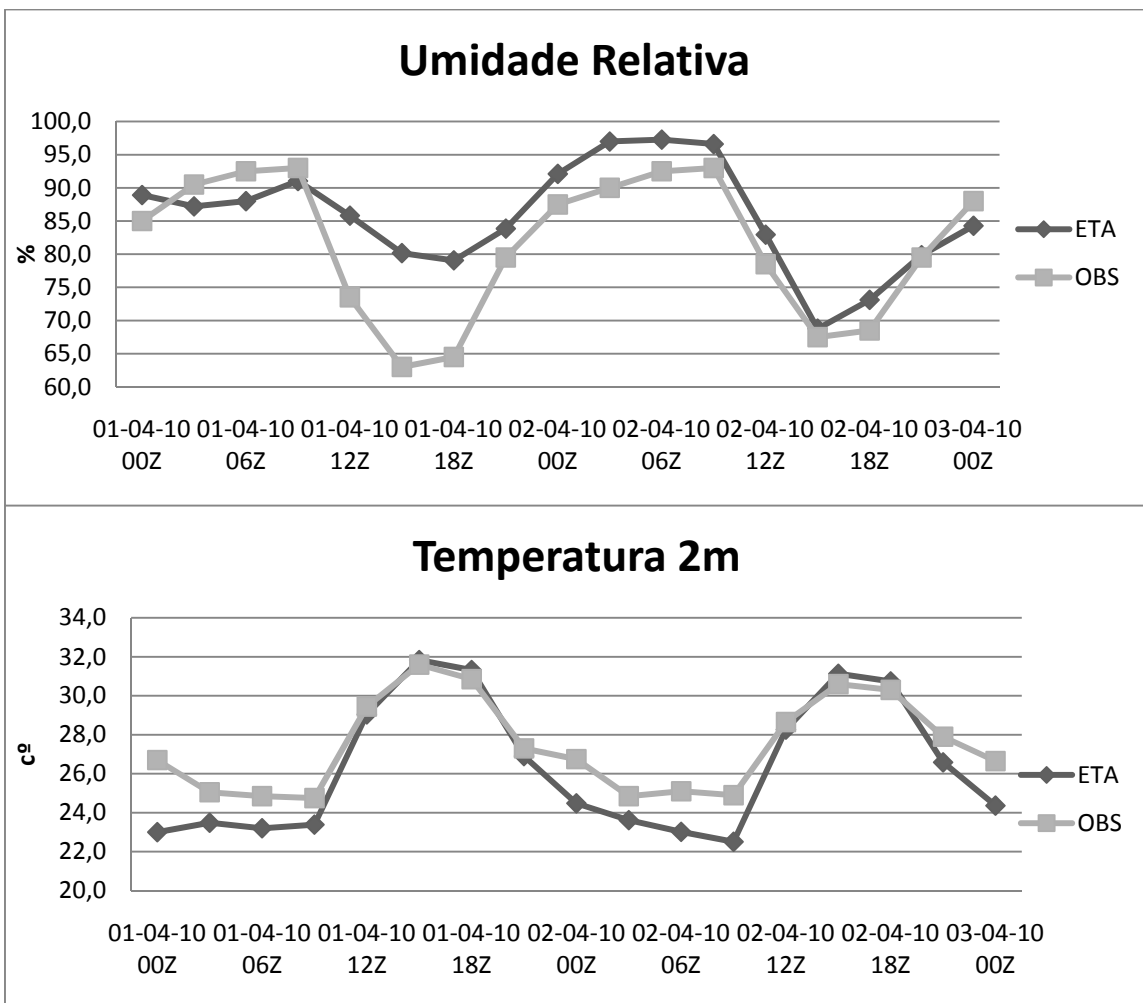 Umidade Relativa
100,0
95,0
90,0
85,0
80,0
75,0
70,0
65,0
60,0
%
01-04-10 01-04-10 01-04-10 01-04-10 02-04-10 02-04-10 02-04-10 02-04-10 03-04-10
00Z 06Z 12Z 18Z 00Z 06Z 12Z 18Z 00Z
ETA
OBS
Temperatura 2m
34,0
32,0
30,0
28,0
26,0
24,0
22,0
20,0
cº
01-04-10 01-04-10 01-04-10 01-04-10 02-04-10 02-04-10 02-04-10 02-04-10 03-04-10
00Z 06Z 12Z 18Z 00Z 06Z 12Z 18Z 00Z
ETA
OBS